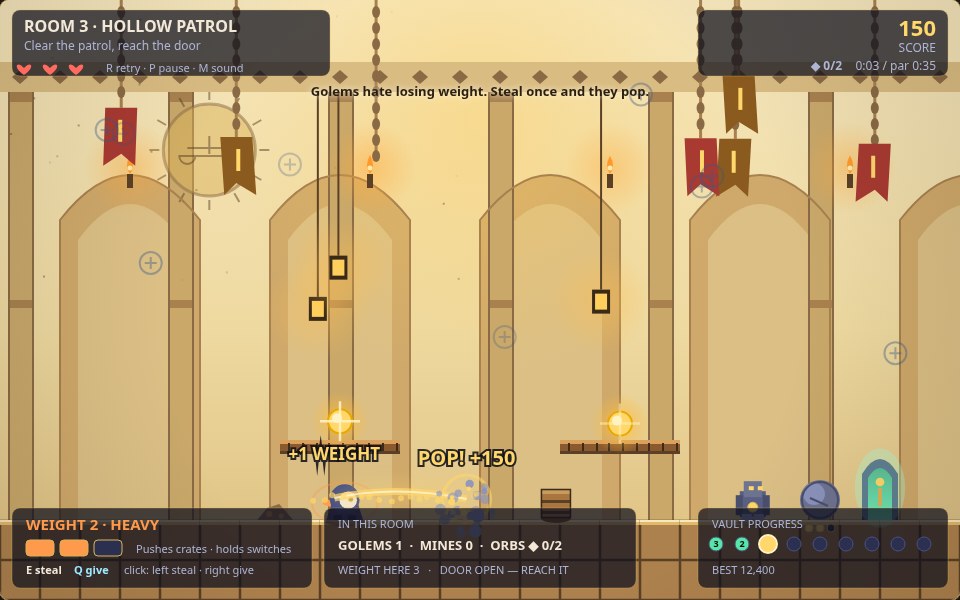 ROOM 3 · HOLLOW PATROL
Clear the patrol, reach the door
R retry · P pause · M sound
150
SCORE
◆ 0/2 0:03 / par 0:35
Golems hate losing weight. Steal once and they pop.
+1 WEIGHT
POP! +150
WEIGHT 2 · HEAVY
Pushes crates · holds switches
E steal Q give click: left steal · right give
IN THIS ROOM
GOLEMS 1 · MINES 0 · ORBS ◆ 0/2
WEIGHT HERE 3 · DOOR OPEN — REACH IT
VAULT PROGRESS
3 2
BEST 12,400